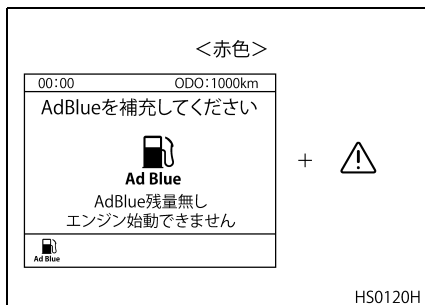 ＜赤色＞
00:00 ODO:1000km
AdBlueを補充してください
Ad Blue
AdBlue残量無し
エンジン始動できません
Ad Blue
+
HS0120H